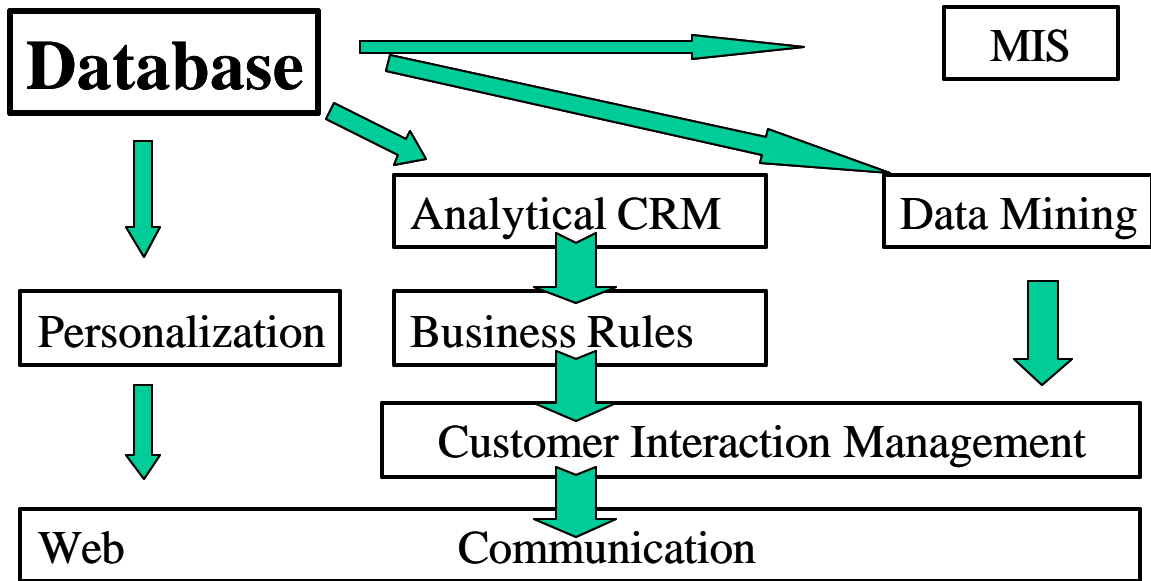 Database
MIS
Analytical CRM
Data Mining
Personalization
Business Rules
Customer Interaction Management
Web Communication